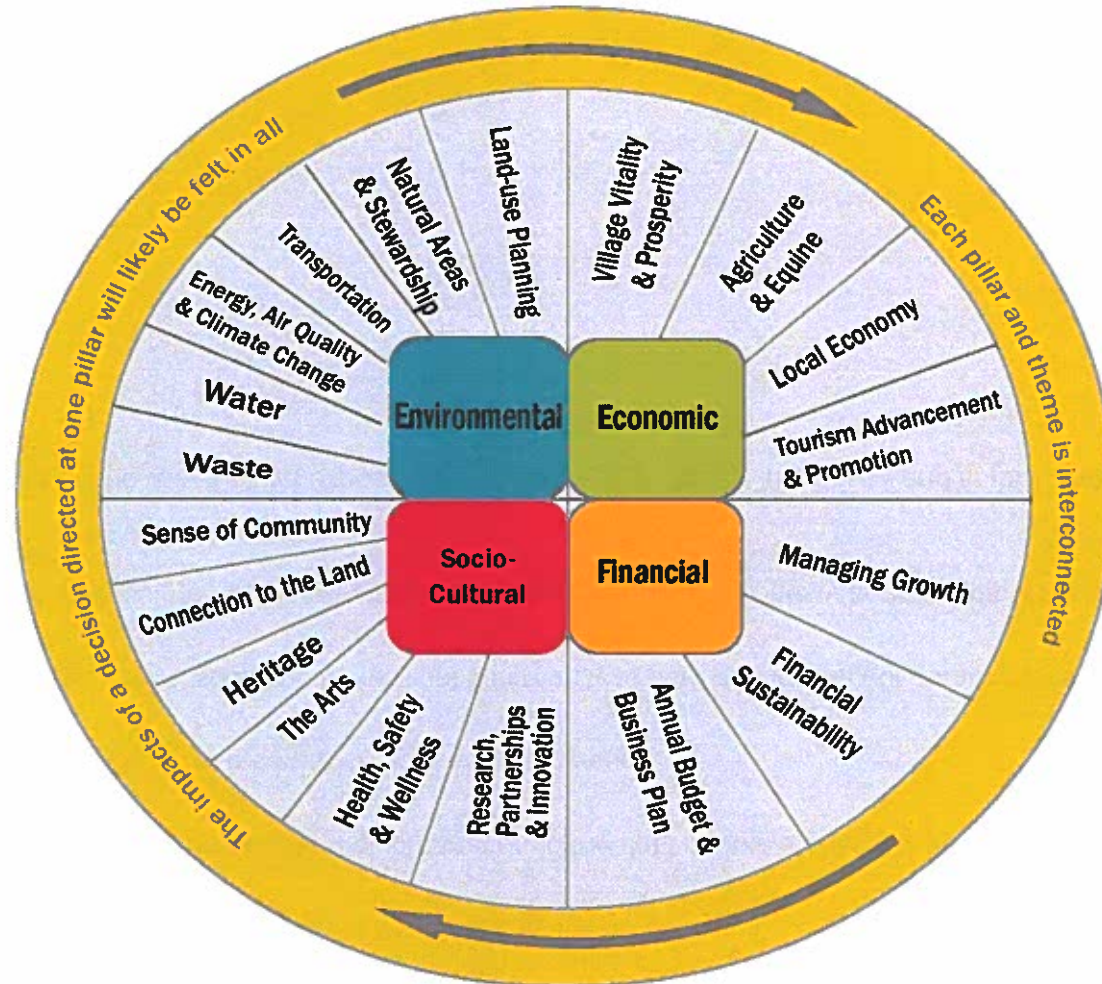 The impacts of a decision directed at one pillar will likely be felt in all
Each pillar and theme is interconnected
Environmental
Land-use Planning
Natural Areas
& Stewardship
Transportation
Energy, Air Quality
& Climate Change
Water
Waste
Economic
Village Vitality
& Prosperity
Agriculture
& Equine
Local Economy
Tourism Advancement
& Promotion
Socio-
Cultural
Sense of Community
Connection to the Land
Heritage
The Arts
Health, Safety
& Wellness
Research,
Partnerships
& Innovation
Financial
Managing Growth
Financial
Sustainability
Annual Budget &
Business Plan